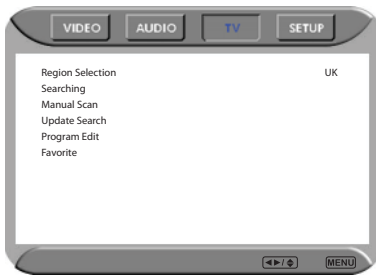 VIDEO AUDIO TV SETUP
Region Selection UK
Searching
Manual Scan
Update Search
Program Edit
Favorite
◄►/♦ MENU